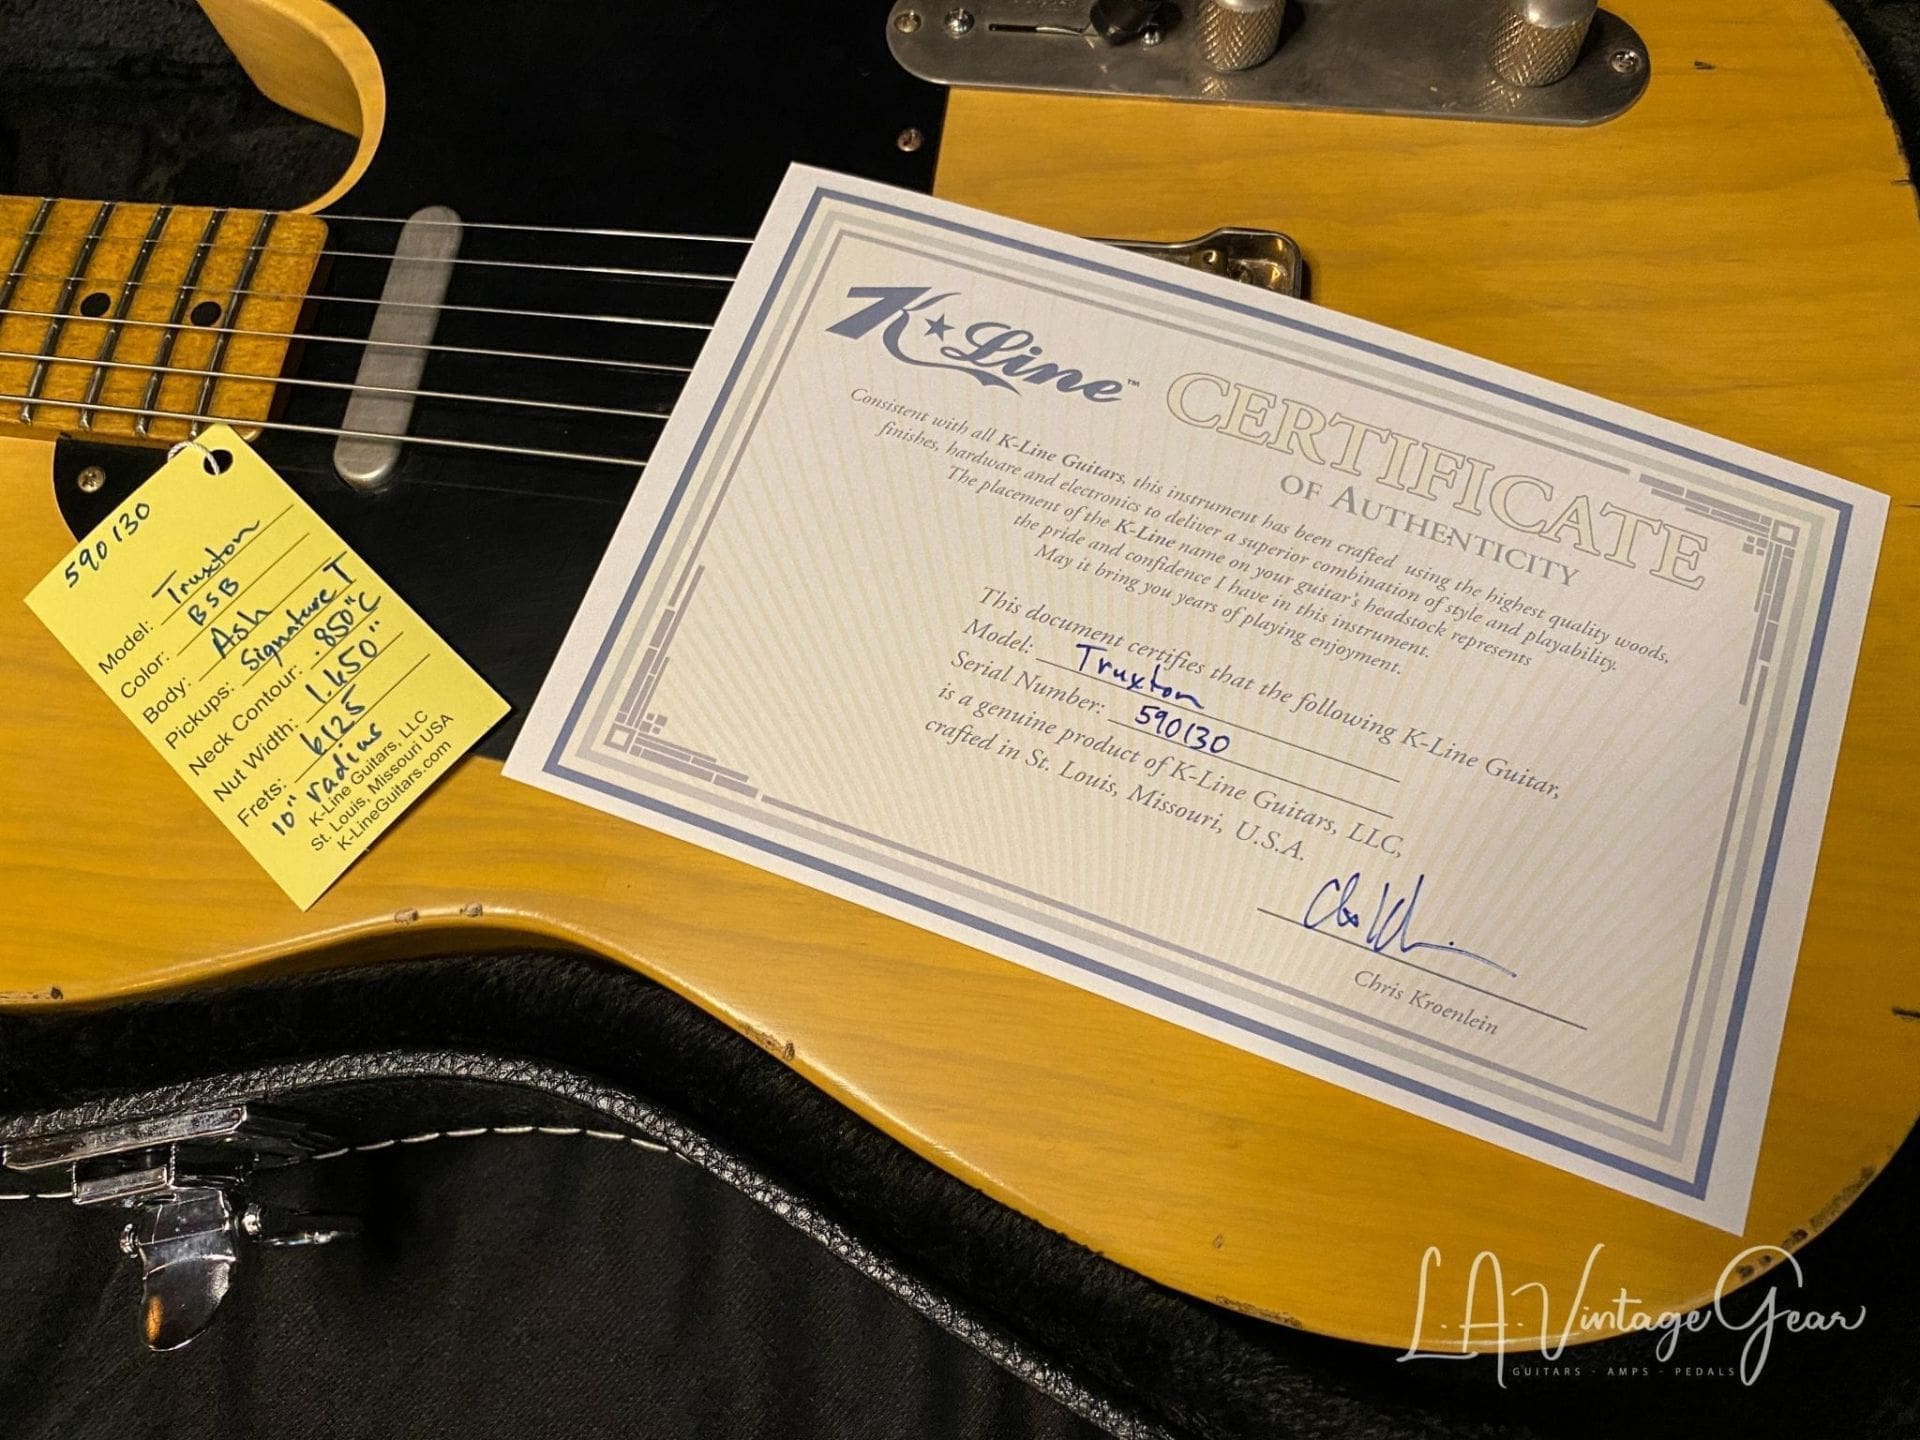 590130
Model: Truxton
Color: BSB
Body: Ash
Pickups: Signature T
Neck Contour: .850" C
Nut Width: 1.650"
Frets: 6125
10" radius
K-Line Guitars, LLC
St. Louis, Missouri USA
K-LineGuitars.com
K Line™
CERTIFICATE
OF AUTHENTICITY
Consistent with all K-Line Guitars, this instrument has been crafted using the highest quality woods,
finishes, hardware and electronics to deliver a superior combination of style and playability.
The placement of the K-Line name on your guitar's headstock represents
the pride and confidence I have in this instrument.
May it bring you years of playing enjoyment.
This document certifies that the following K-Line Guitar,
Model: Truxton
Serial Number: 590130
is a genuine product of K-Line Guitars, LLC,
crafted in St. Louis, Missouri, U.S.A.
Chris Kroenlein
L.A. Vintage Gear
GUITARS - AMPS - PEDALS